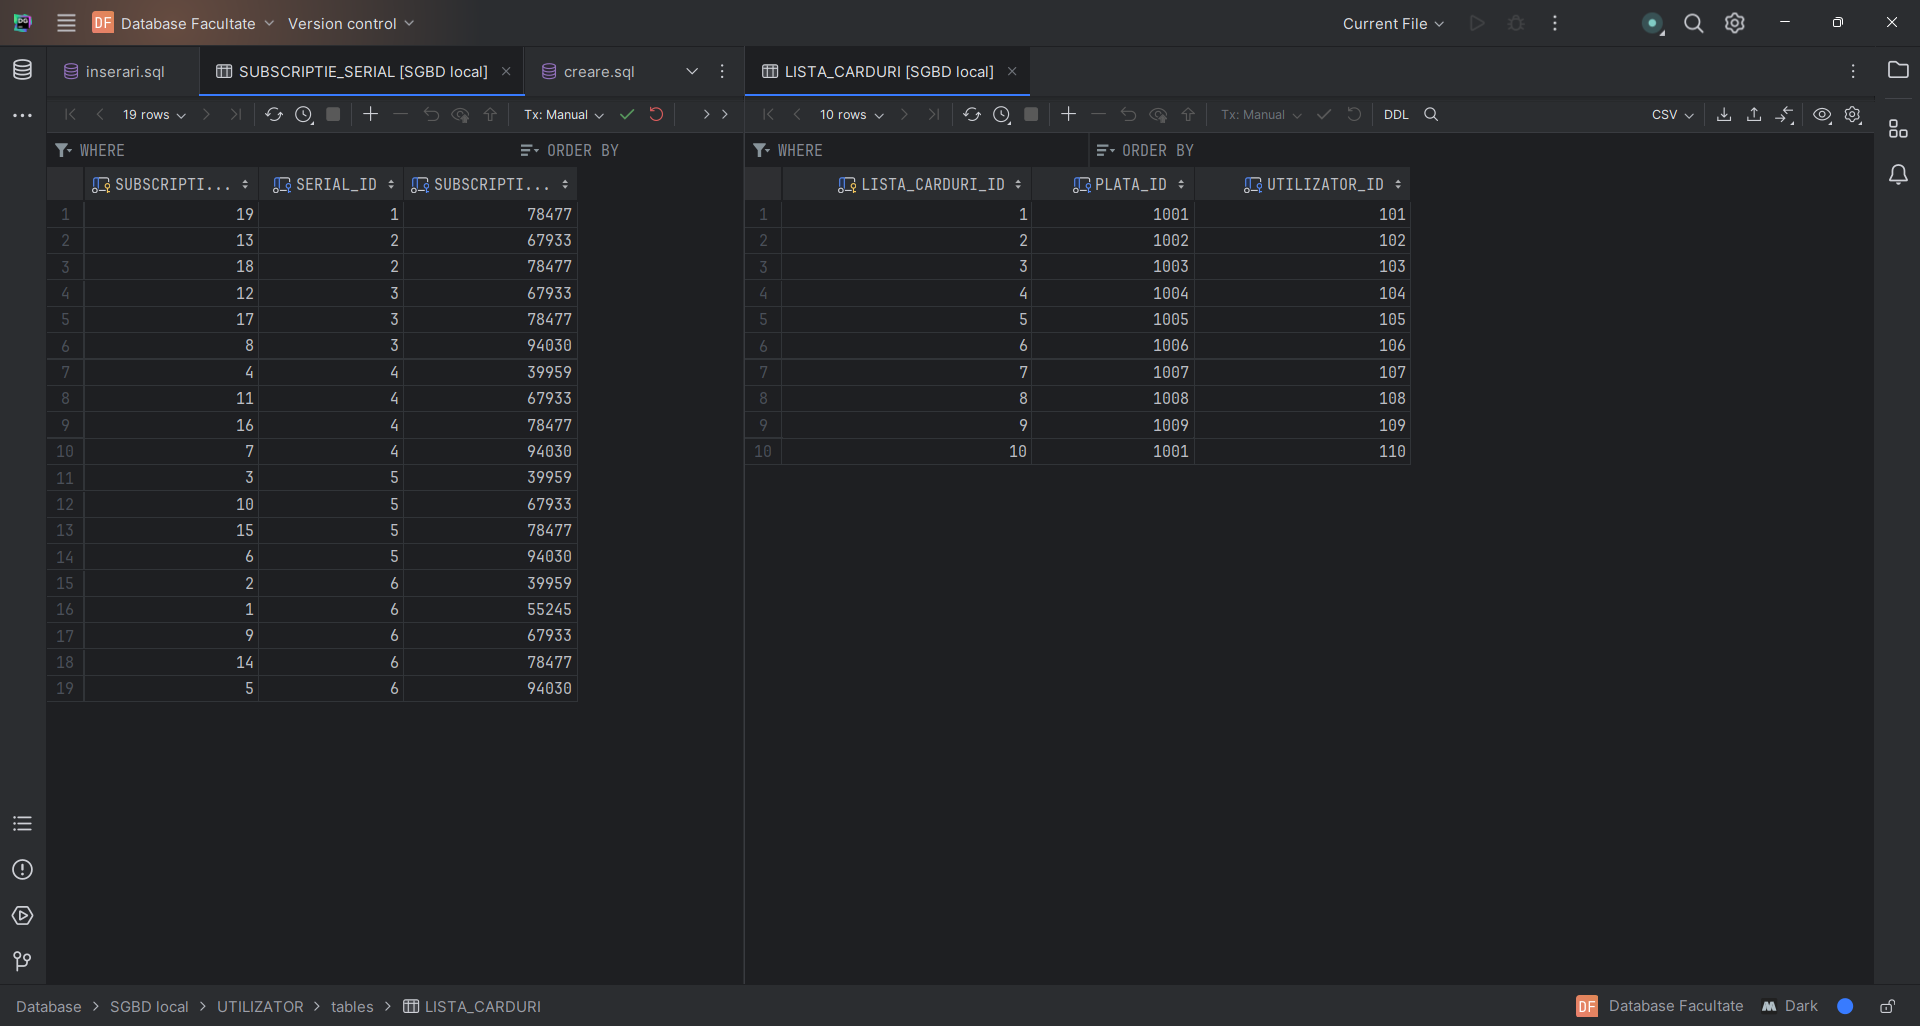 DF Database Facultate Version control Current File
inserari.sql SUBSCRIPTIE_SERIAL [SGBD local] creare.sql LISTA_CARDURI [SGBD local]
19 rows Tx: Manual 10 rows Tx: Manual DDL CSV
WHERE ORDER BY WHERE ORDER BY
SUBSCRIPTI... SERIAL_ID SUBSCRIPTI... LISTA_CARDURI_ID PLATA_ID UTILIZATOR_ID
1 19 1 78477 1 1 1001 101
2 13 2 67933 2 2 1002 102
3 18 2 78477 3 3 1003 103
4 12 3 67933 4 4 1004 104
5 17 3 78477 5 5 1005 105
6 8 3 94030 6 6 1006 106
7 4 4 39959 7 7 1007 107
8 11 4 67933 8 8 1008 108
9 16 4 78477 9 9 1009 109
10 7 4 94030 10 10 1001 110
11 3 5 39959
12 10 5 67933
13 15 5 78477
14 6 5 94030
15 2 6 39959
16 1 6 55245
17 9 6 67933
18 14 6 78477
19 5 6 94030
Database > SGBD local > UTILIZATOR > tables > LISTA_CARDURI DF Database Facultate Dark